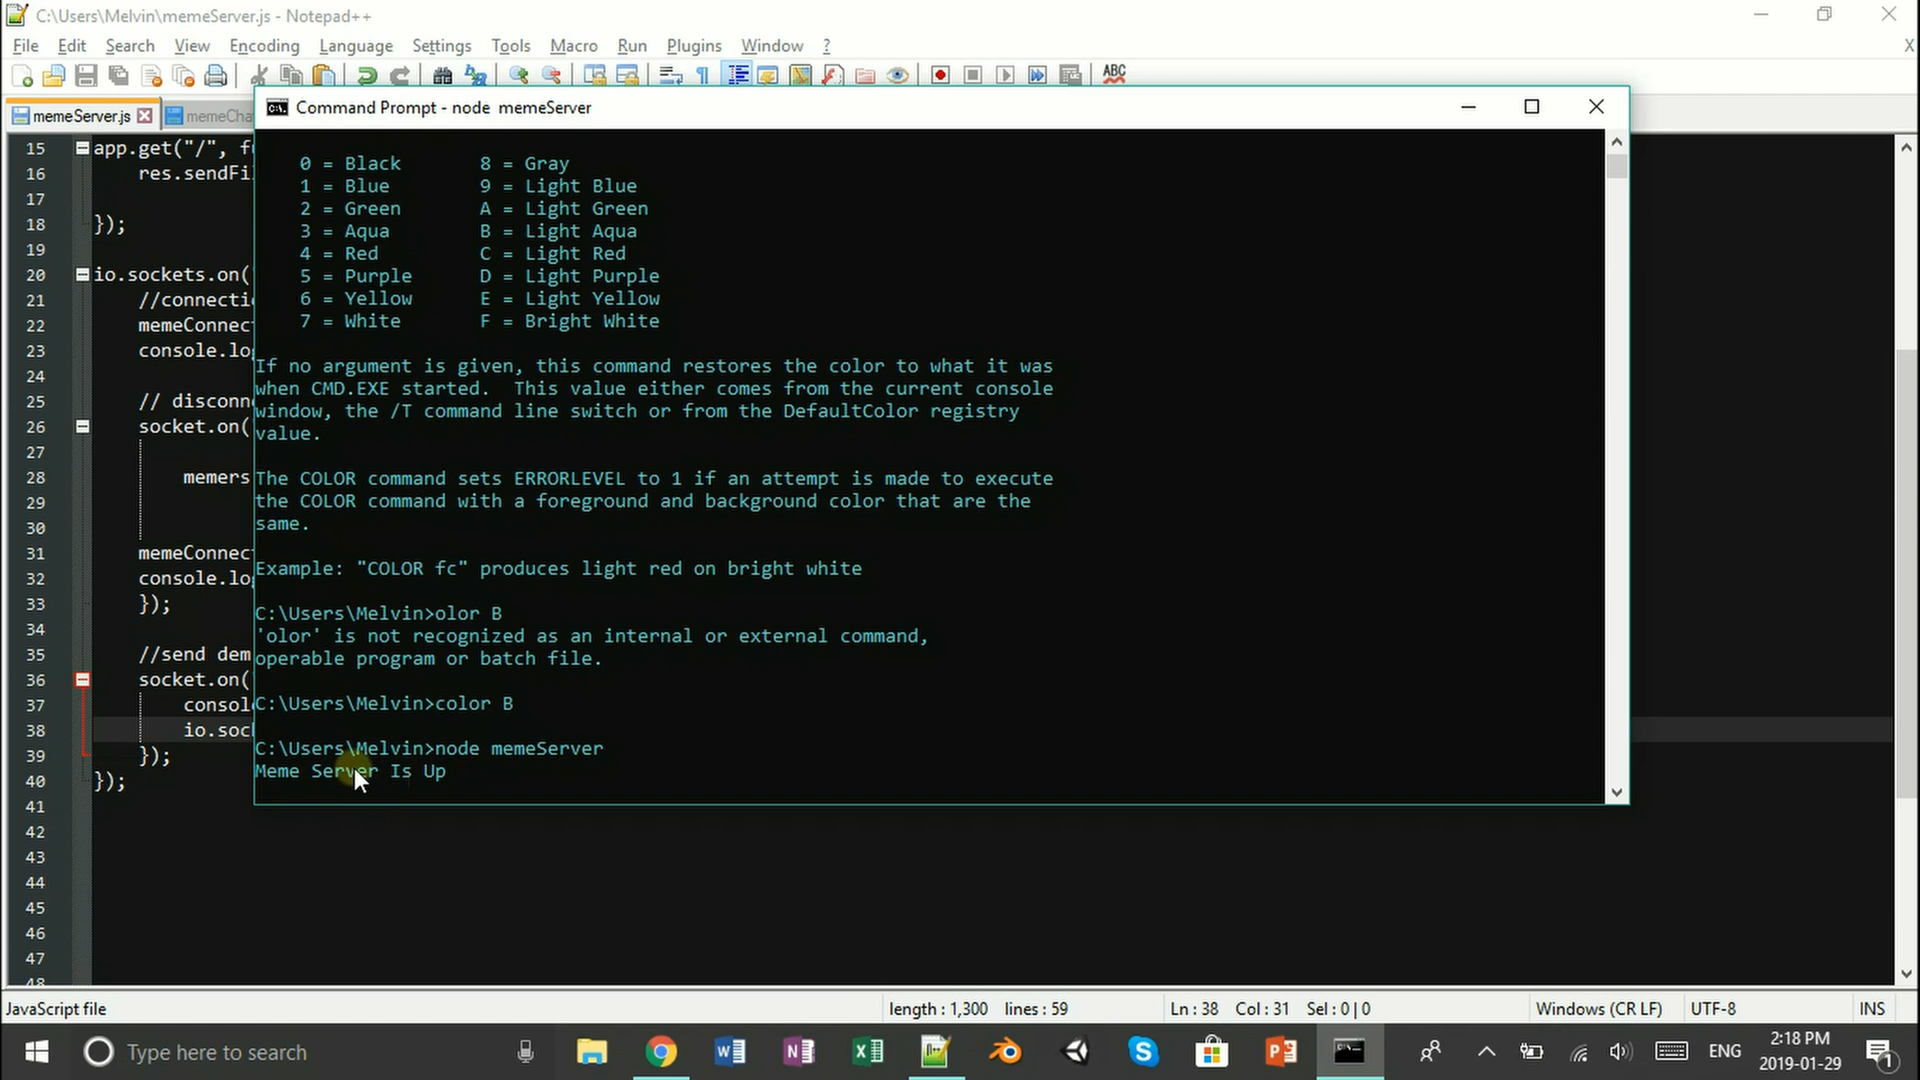 C:\Users\Melvin\memeServer.js - Notepad++
File Edit Search View Encoding Language Settings Tools Macro Run Plugins Window ? X
ABC
memeServer.js memeCha
Command Prompt - node memeServer
15 app.get("/", fu
16 res.sendFi
17
18 });
19
20 io.sockets.on(
21 //connecti
22 memeConnec
23 console.lo
24
25 // disconn
26 socket.on(
27
28 memers
29
30
31 memeConnec
32 console.lo
33 });
34
35 //send dem
36 socket.on(
37 consol
38 io.soc
39 });
40 });
41
42
43
44
45
46
47
48
0 = Black 8 = Gray
1 = Blue 9 = Light Blue
2 = Green A = Light Green
3 = Aqua B = Light Aqua
4 = Red C = Light Red
5 = Purple D = Light Purple
6 = Yellow E = Light Yellow
7 = White F = Bright White
If no argument is given, this command restores the color to what it was
when CMD.EXE started. This value either comes from the current console
window, the /T command line switch or from the DefaultColor registry
value.
The COLOR command sets ERRORLEVEL to 1 if an attempt is made to execute
the COLOR command with a foreground and background color that are the
same.
Example: "COLOR fc" produces light red on bright white
C:\Users\Melvin>olor B
'olor' is not recognized as an internal or external command,
operable program or batch file.
C:\Users\Melvin>color B
C:\Users\Melvin>node memeServer
Meme Server Is Up
JavaScript file length : 1,300 lines : 59 Ln : 38 Col : 31 Sel : 0 | 0 Windows (CR LF) UTF-8 INS
Type here to search
ENG
2:18 PM
2019-01-29
1